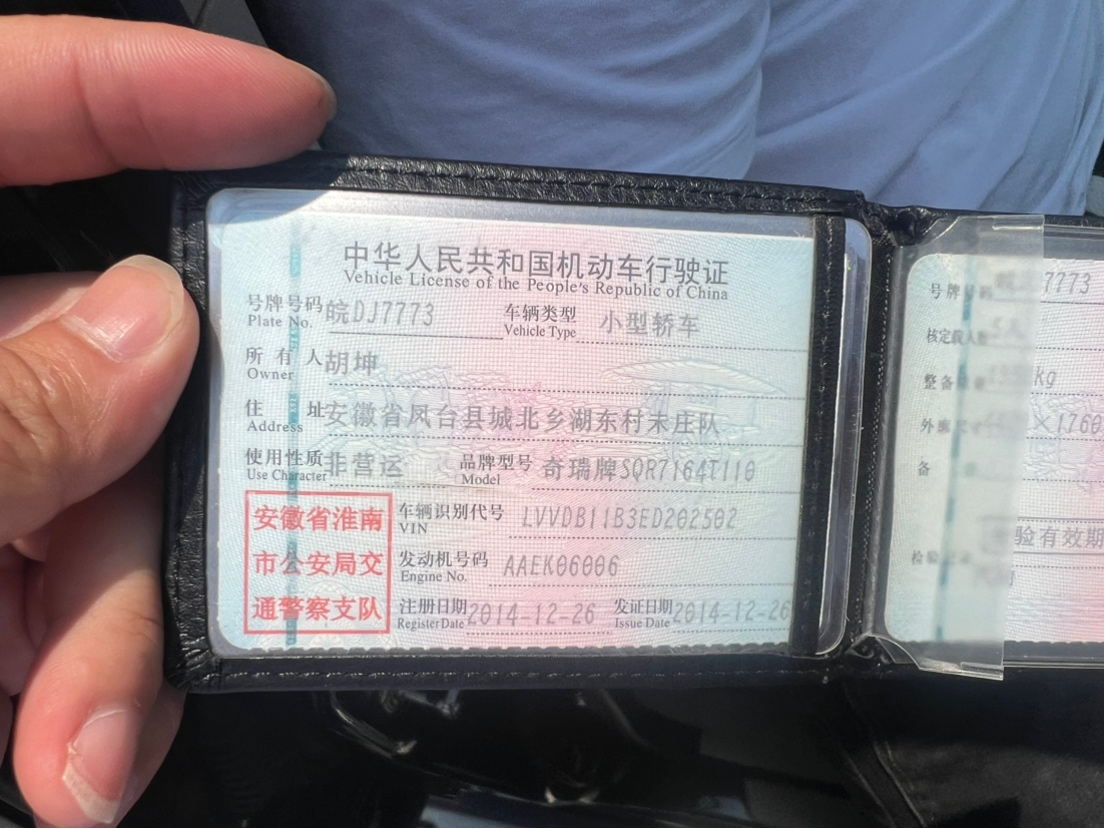 中华人民共和国机动车行驶证
Vehicle License of the People's Republic of China
号牌号码 皖DJ7773 车辆类型 小型轿车
Plate No. Vehicle Type
所有人 胡坤
Owner
住址 安徽省凤台县城北乡湖东村末庄队
Address
使用性质 非营运 品牌型号 奇瑞牌SQR7164T110
Use Character Model
安徽省淮南
市公安局交
通警察支队
车辆识别代号 LVVDB11B3ED202502
VIN
发动机号码 AAEK06006
Engine No.
注册日期 2014-12-26 发证日期 2014-12-26
Register Date Issue Date
号牌号码 7773
核定载人数
整备质量 kg
外廓尺寸 ×1760
备
验有效期
检验记录